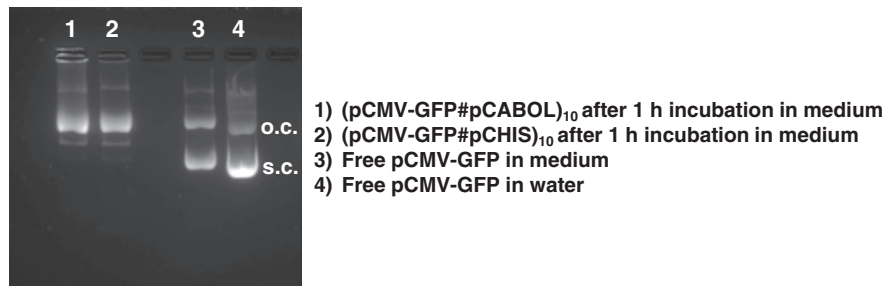 1 2 3 4
o.c.
s.c.
1) (pCMV-GFP#pCABOL)₁₀ after 1 h incubation in medium
2) (pCMV-GFP#pCHIS)₁₀ after 1 h incubation in medium
3) Free pCMV-GFP in medium
4) Free pCMV-GFP in water